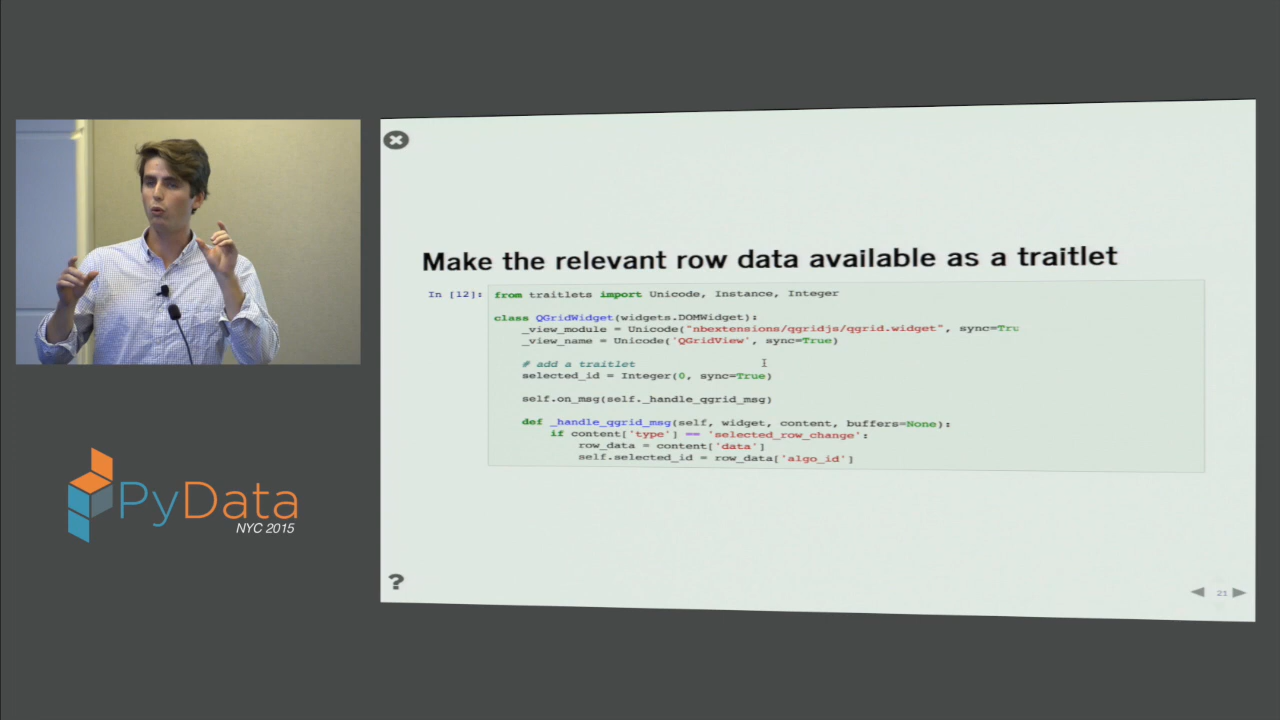 Make the relevant row data available as a traitlet
In [12]: from traitlets import Unicode, Instance, Integer
class QGridWidget(widgets.DOMWidget):
_view_module = Unicode("nbextensions/qgridjs/qgrid.widget", sync=Tru
_view_name = Unicode('QGridView', sync=True)
# add a traitlet
selected_id = Integer(0, sync=True)
self.on_msg(self._handle_qgrid_msg)
def _handle_qgrid_msg(self, widget, content, buffers=None):
if content['type'] == 'selected_row_change':
row_data = content['data']
self.selected_id = row_data['algo_id']
?
21
PyData
NYC 2015